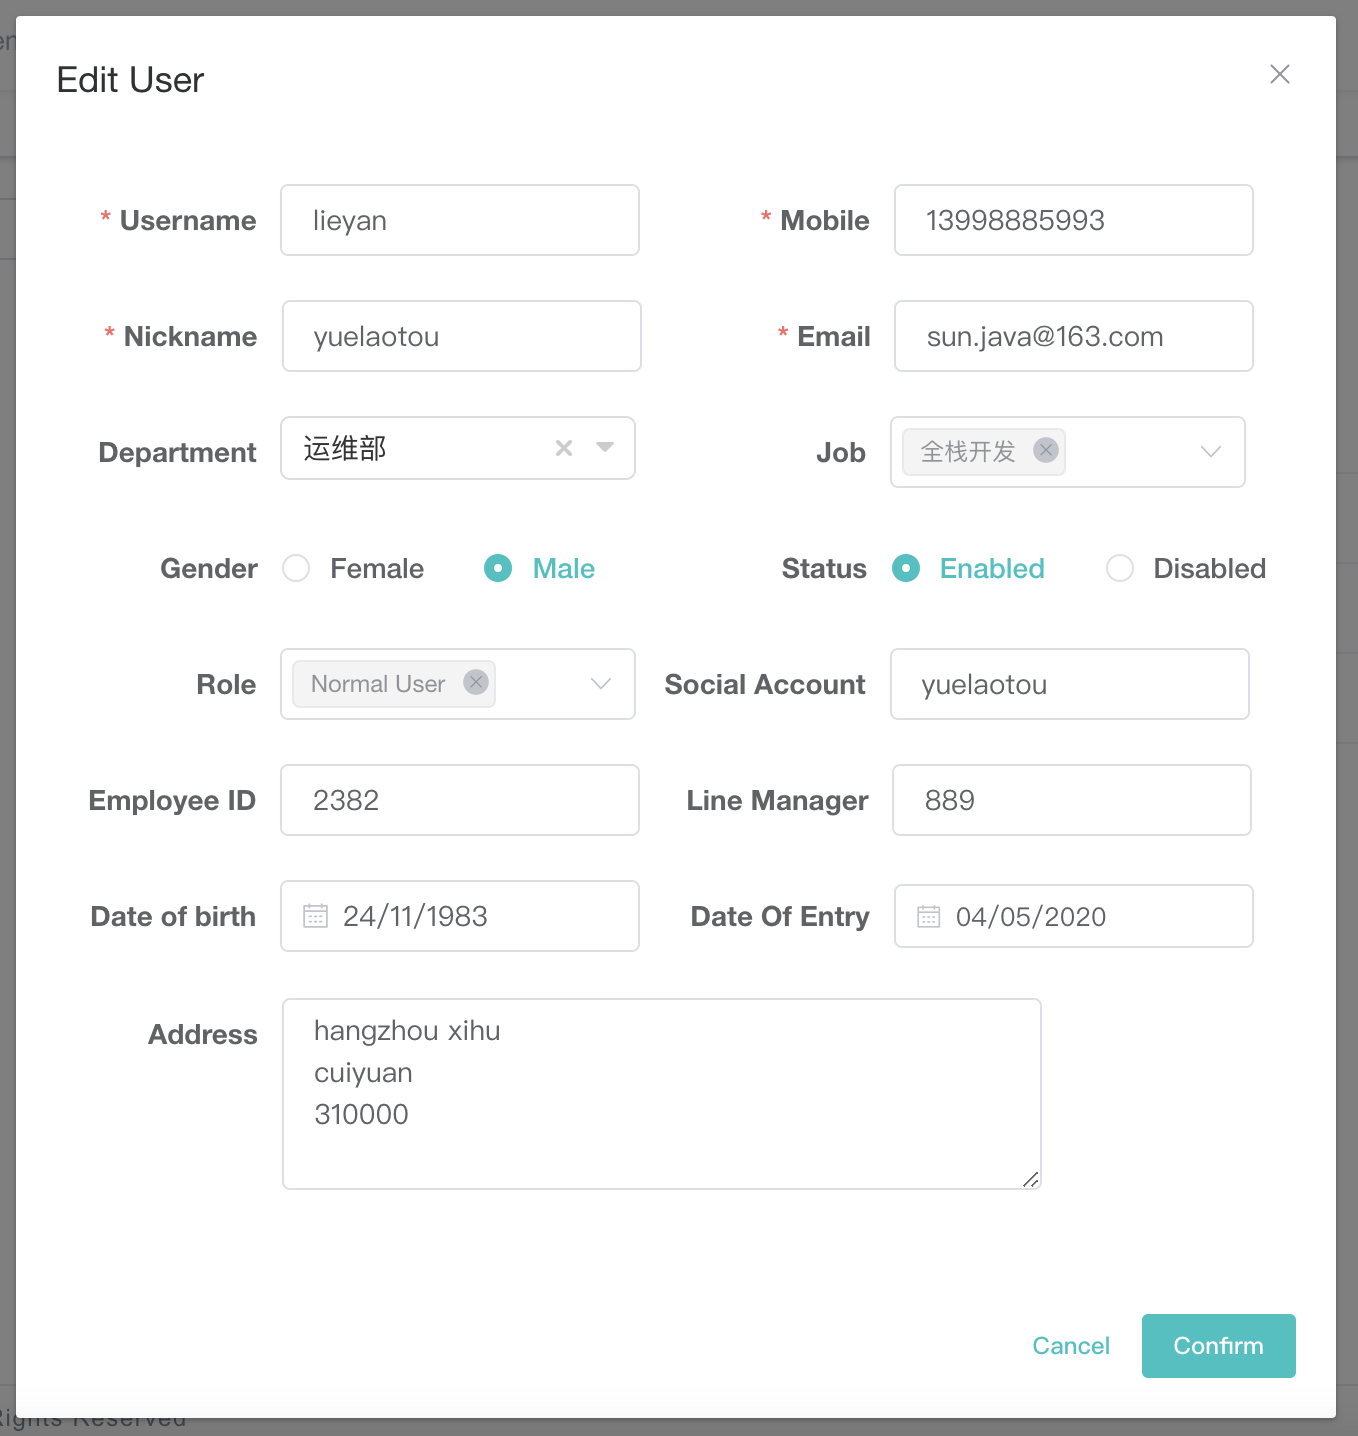 Edit User
* Username lieyan
* Mobile 13998885993
* Nickname yuelaotou
* Email sun.java@163.com
Department 运维部
Job 全栈开发
Gender Female Male
Status Enabled Disabled
Role Normal User
Social Account yuelaotou
Employee ID 2382
Line Manager 889
Date of birth 24/11/1983
Date Of Entry 04/05/2020
Address hangzhou xihu
cuiyuan
310000
Cancel Confirm
Rights Reserved